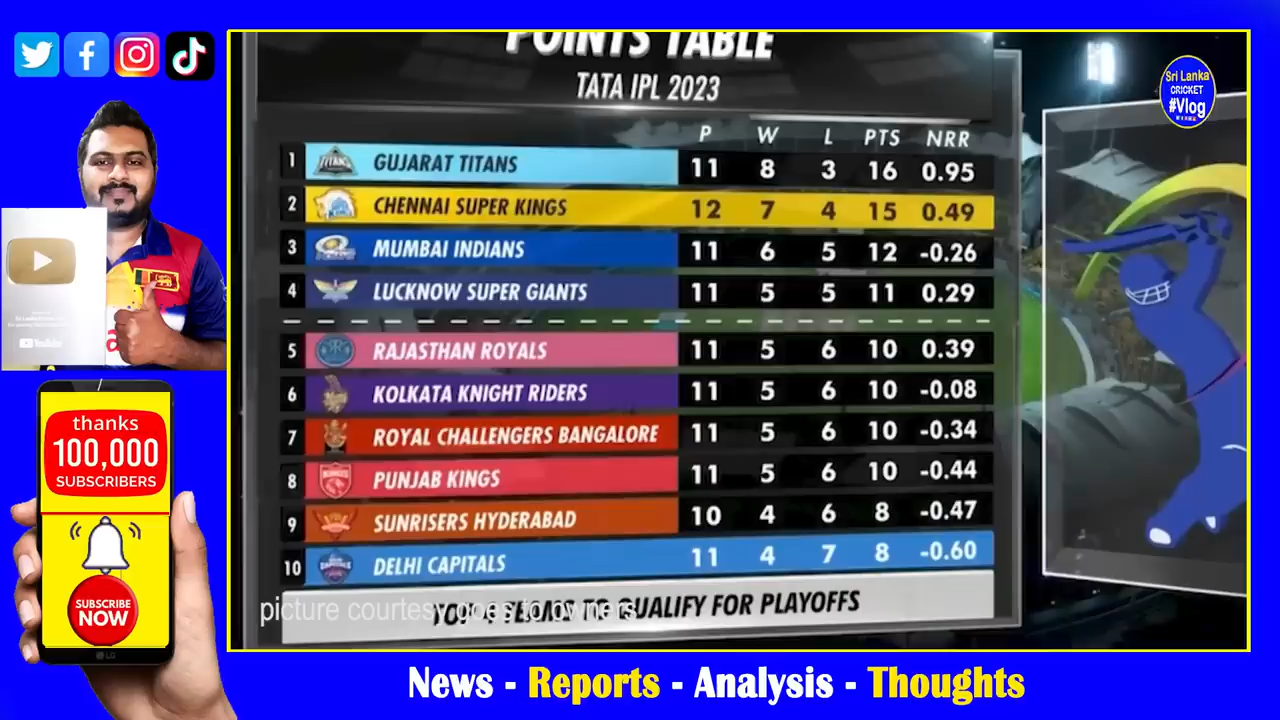 POINTS TABLE
TATA IPL 2023
P W L PTS NRR
1 GUJARAT TITANS 11 8 3 16 0.95
2 CHENNAI SUPER KINGS 12 7 4 15 0.49
3 MUMBAI INDIANS 11 6 5 12 -0.26
4 LUCKNOW SUPER GIANTS 11 5 5 11 0.29
5 RAJASTHAN ROYALS 11 5 6 10 0.39
6 KOLKATA KNIGHT RIDERS 11 5 6 10 -0.08
7 ROYAL CHALLENGERS BANGALORE 11 5 6 10 -0.34
8 PUNJAB KINGS 11 5 6 10 -0.44
9 SUNRISERS HYDERABAD 10 4 6 8 -0.47
10 DELHI CAPITALS 11 4 7 8 -0.60
TOP 4 TEAMS TO QUALIFY FOR PLAYOFFS
picture courtesy goes to owners
Sri Lanka
CRICKET
#Vlog
YouTube
thanks
100,000
SUBSCRIBERS
SUBSCRIBE
NOW
LG
News - Reports - Analysis - Thoughts